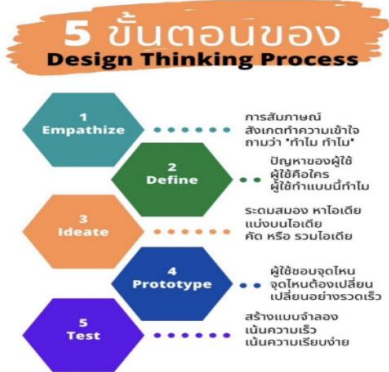 5 ขั้นตอนของ
Design Thinking Process
1
Empathize
การสัมภาษณ์
สังเกตทำความเข้าใจ
ถามว่า "ทำไม ทำไม"
2
Define
ปัญหาของผู้ใช้
ผู้ใช้คือใคร
ผู้ใช้ทำแบบนี้ทำไม
3
Ideate
ระดมสมอง หาไอเดีย
แบ่งบนไอเดีย
คัด หรือ รวมไอเดีย
4
Prototype
ผู้ใช้ชอบจุดไหน
จุดไหนต้องเปลี่ยน
เปลี่ยนอย่างรวดเร็ว
5
Test
สร้างแบบจำลอง
เน้นความเร็ว
เน้นความเรียบง่าย